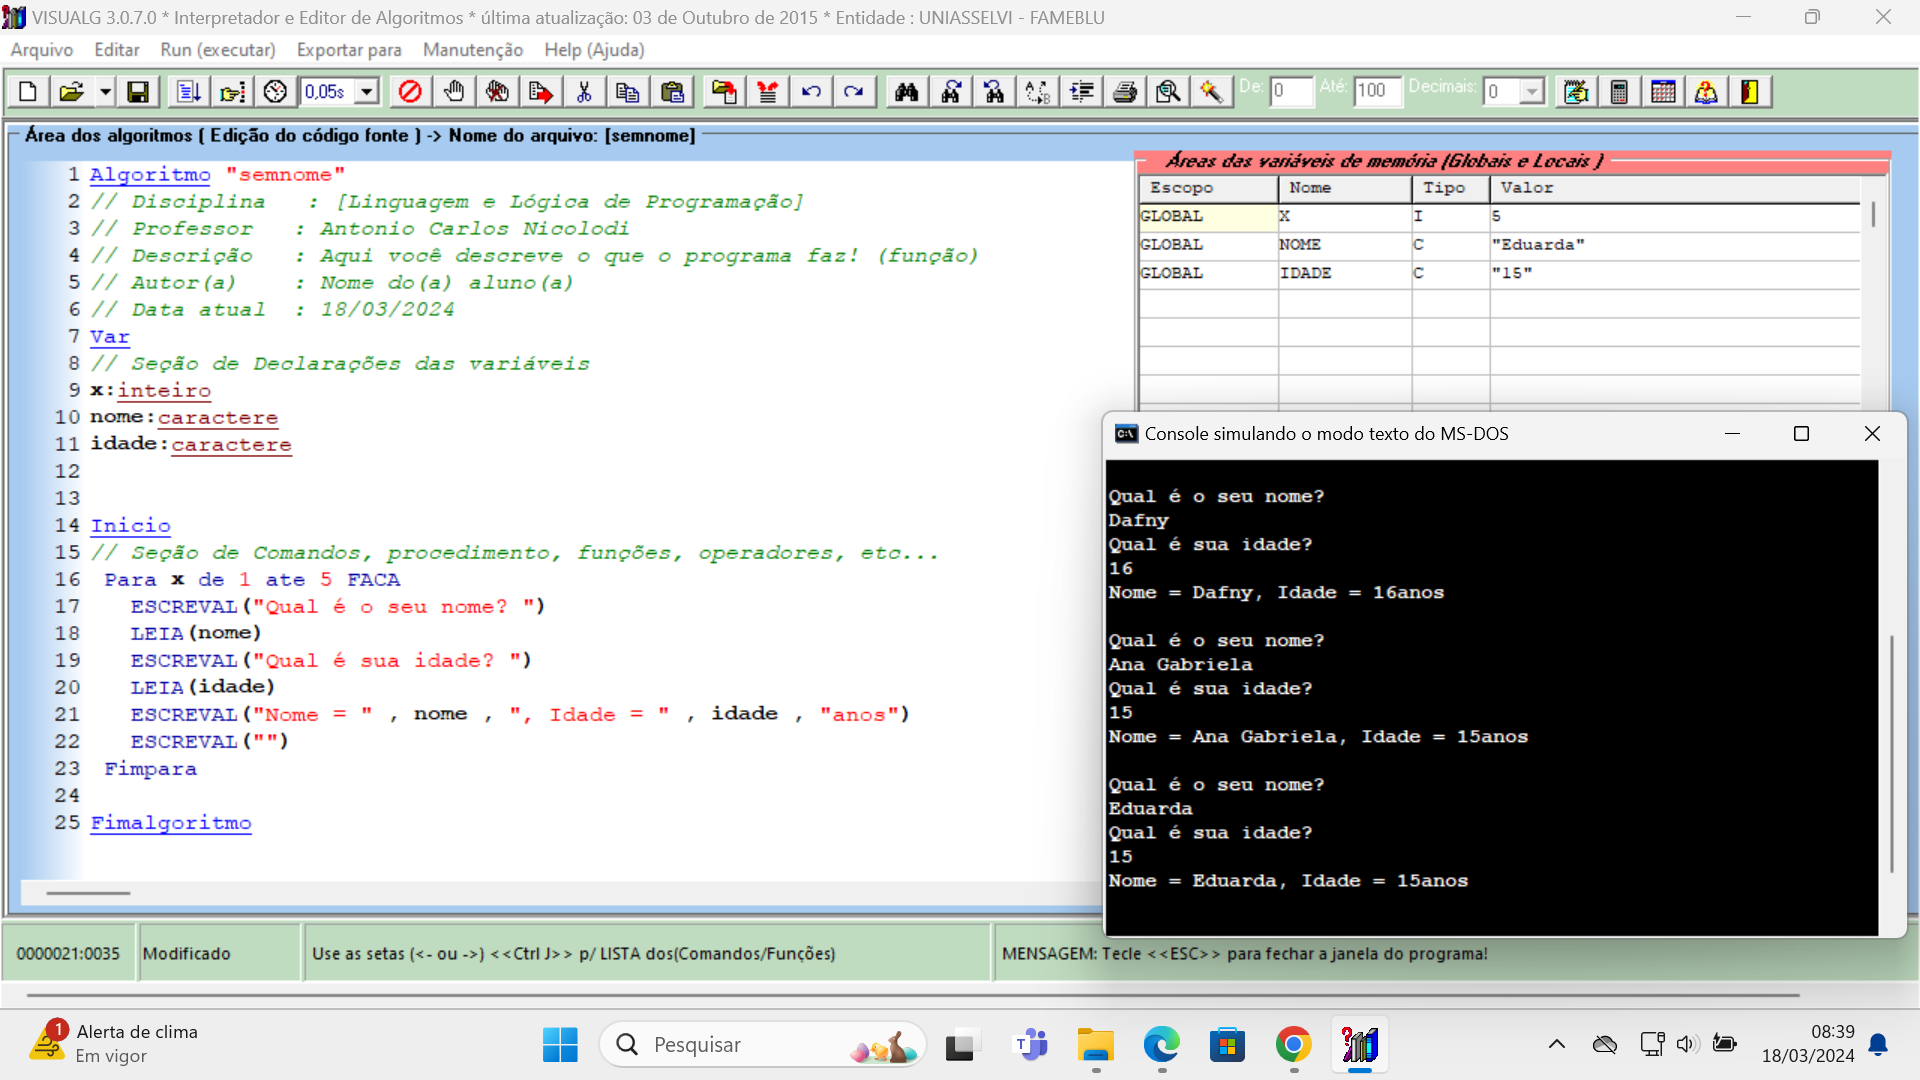 VISUALG 3.0.7.0 * Interpretador e Editor de Algoritmos * última atualização: 03 de Outubro de 2015 * Entidade : UNIASSELVI - FAMEBLU
Arquivo Editar Run (executar) Exportar para Manutenção Help (Ajuda)
0,05s De: 0 Até: 100 Decimais: 0
Área dos algoritmos ( Edição do código fonte ) -> Nome do arquivo: [semnome]
1 Algoritmo "semnome"
2 // Disciplina : [Linguagem e Lógica de Programação]
3 // Professor : Antonio Carlos Nicolodi
4 // Descrição : Aqui você descreve o que o programa faz! (função)
5 // Autor(a) : Nome do(a) aluno(a)
6 // Data atual : 18/03/2024
7 Var
8 // Seção de Declarações das variáveis
9 x:inteiro
10 nome:caractere
11 idade:caractere
12
13
14 Inicio
15 // Seção de Comandos, procedimento, funções, operadores, etc...
16 Para x de 1 ate 5 FACA
17 ESCREVAL("Qual é o seu nome? ")
18 LEIA(nome)
19 ESCREVAL("Qual é sua idade? ")
20 LEIA(idade)
21 ESCREVAL("Nome = " , nome , ", Idade = " , idade , "anos")
22 ESCREVAL("")
23 Fimpara
24
25 Fimalgoritmo
Áreas das variáveis de memória (Globais e Locais )
Escopo Nome Tipo Valor
GLOBAL X I 5
GLOBAL NOME C "Eduarda"
GLOBAL IDADE C "15"
Console simulando o modo texto do MS-DOS
Qual é o seu nome?
Dafny
Qual é sua idade?
16
Nome = Dafny, Idade = 16anos
Qual é o seu nome?
Ana Gabriela
Qual é sua idade?
15
Nome = Ana Gabriela, Idade = 15anos
Qual é o seu nome?
Eduarda
Qual é sua idade?
15
Nome = Eduarda, Idade = 15anos
0000021:0035 Modificado Use as setas (<- ou ->) <<Ctrl J>> p/ LISTA dos(Comandos/Funções) MENSAGEM: Tecle <<ESC>> para fechar a janela do programa!
1 Alerta de clima
Em vigor
Pesquisar
08:39
18/03/2024